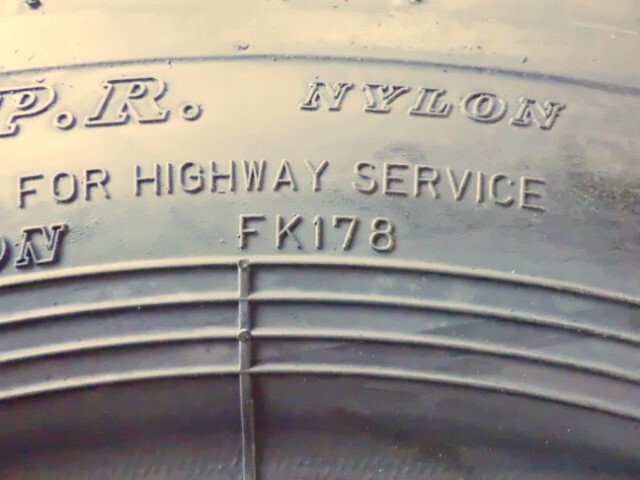 P.R. NYLON
FOR HIGHWAY SERVICE
ON FK178